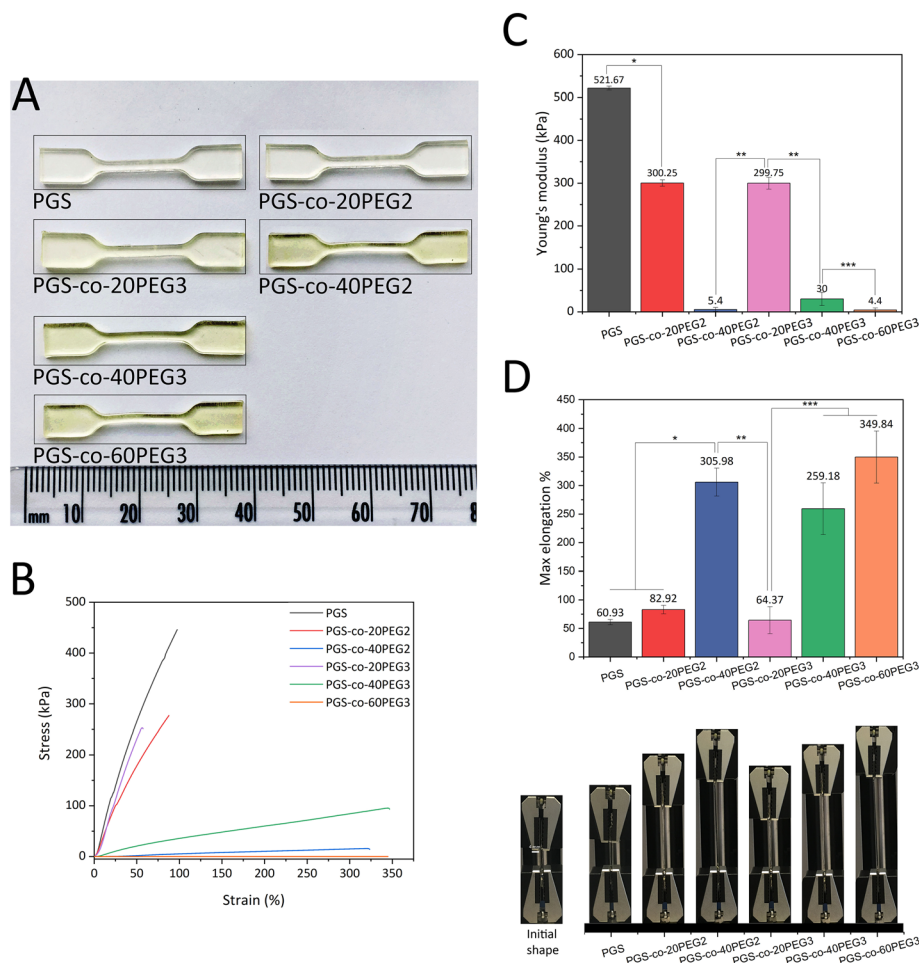 A
PGS
PGS-co-20PEG2
PGS-co-20PEG3
PGS-co-40PEG2
PGS-co-40PEG3
PGS-co-60PEG3
mm 10 20 30 40 50 60 70 8
B
Stress (kPa)
500
400
300
200
100
0
0 50 100 150 200 250 300 350
Strain (%)
PGS
PGS-co-20PEG2
PGS-co-40PEG2
PGS-co-20PEG3
PGS-co-40PEG3
PGS-co-60PEG3
C
Young's modulus (kPa)
600
500
400
300
200
100
0
521.67
*
300.25
5.4
**
299.75
**
30
***
4.4
PGS
PGS-co-20PEG2
PGS-co-40PEG2
PGS-co-20PEG3
PGS-co-40PEG3
PGS-co-60PEG3
D
Max elongation %
450
400
350
300
250
200
150
100
50
0
60.93
82.92
*
305.98
**
64.37
***
259.18
349.84
PGS
PGS-co-20PEG2
PGS-co-40PEG2
PGS-co-20PEG3
PGS-co-40PEG3
PGS-co-60PEG3
Initial
shape
PGS
PGS-co-20PEG2
PGS-co-40PEG2
PGS-co-20PEG3
PGS-co-40PEG3
PGS-co-60PEG3